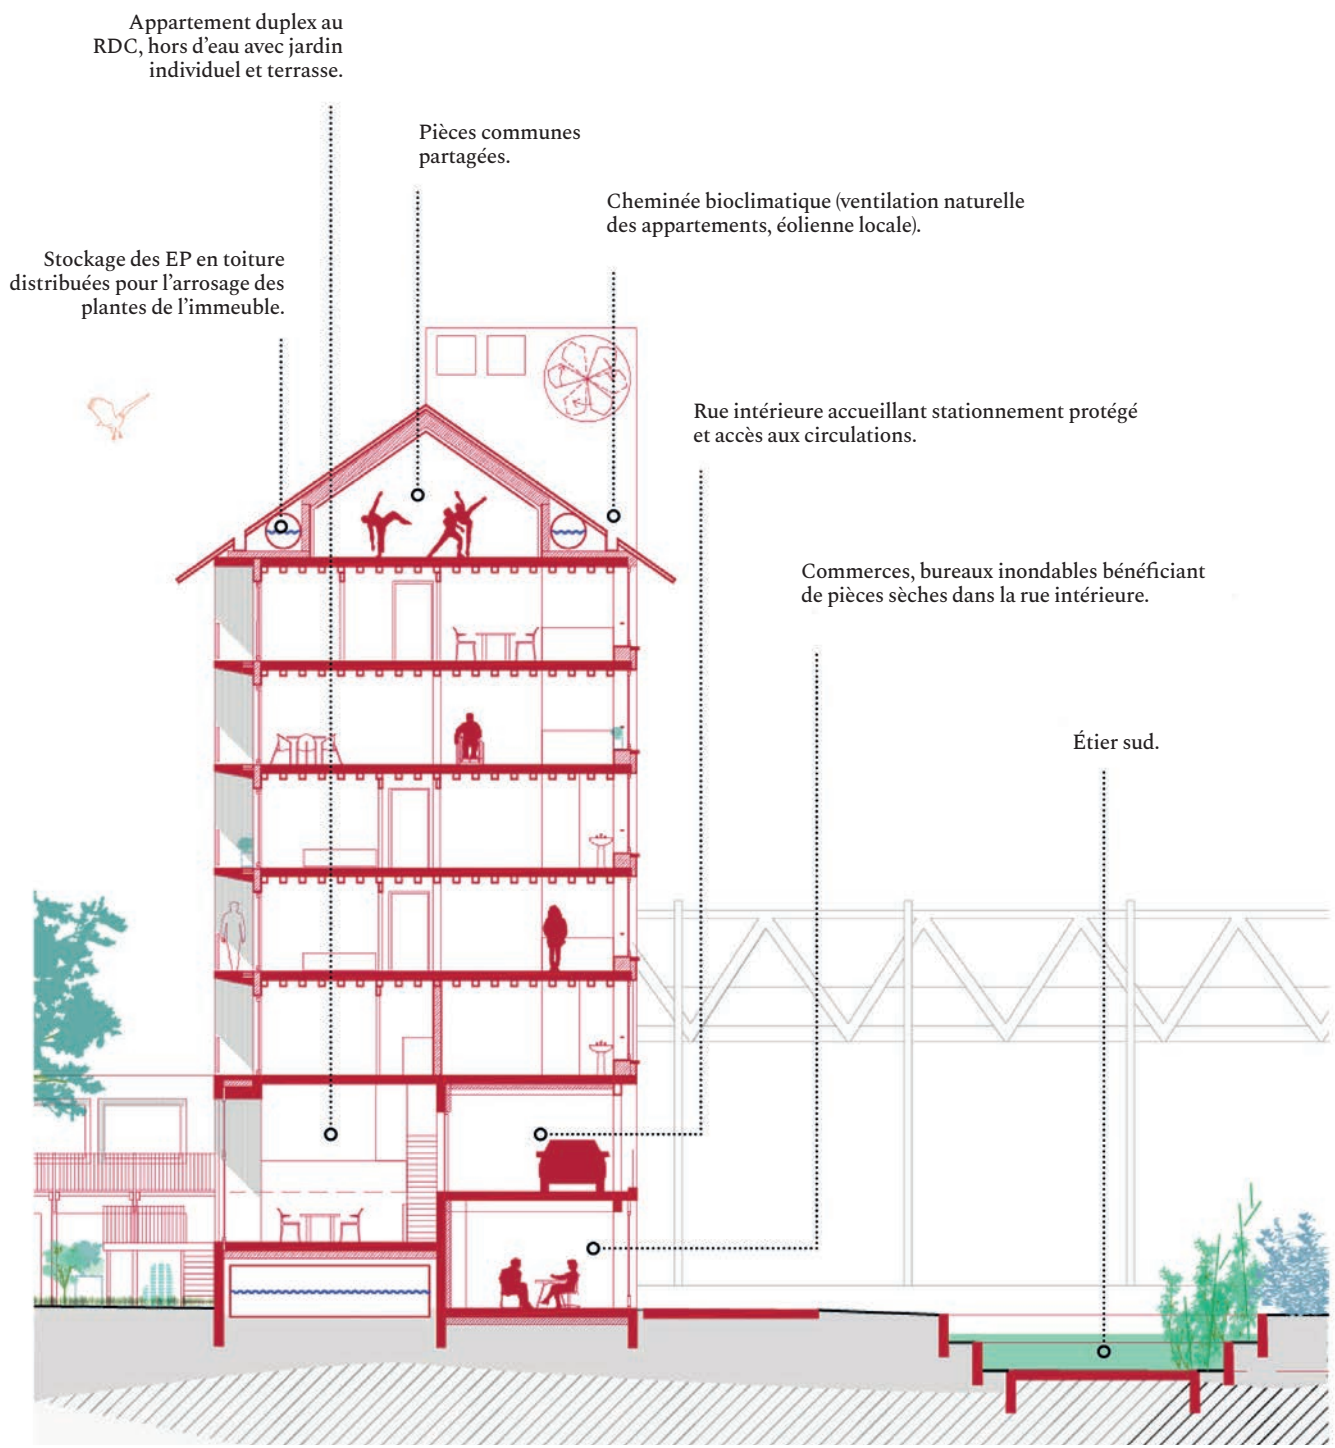 Appartement duplex au
RDC, hors d’eau avec jardin
individuel et terrasse.
Pièces communes
partagées.
Cheminée bioclimatique (ventilation naturelle
des appartements, éolienne locale).
Stockage des EP en toiture
distribuées pour l’arrosage des
plantes de l’immeuble.
Rue intérieure accueillant stationnement protégé
et accès aux circulations.
Commerces, bureaux inondables bénéficiant
de pièces sèches dans la rue intérieure.
Étier sud.